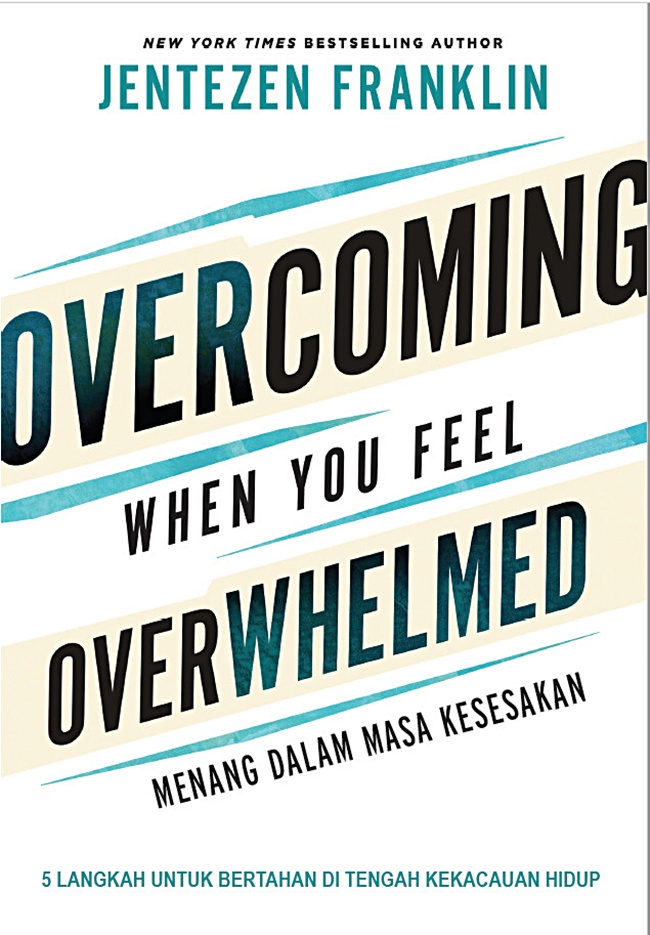 NEW YORK TIMES BESTSELLING AUTHOR
JENTEZEN FRANKLIN
OVERCOMING
WHEN YOU FEEL
OVERWHELMED
MENANG DALAM MASA KESESAKAN
5 LANGKAH UNTUK BERTAHAN DI TENGAH KEKACAUAN HIDUP